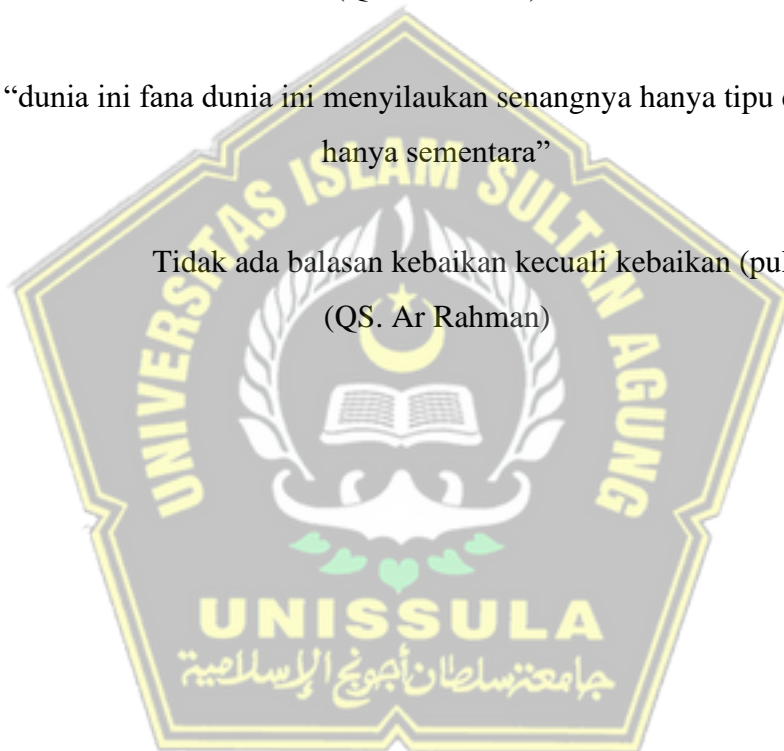 “dunia ini fana dunia ini menyilaukan senangnya hanya tipu
hanya sementara”
Tidak ada balasan kebaikan kecuali kebaikan
(QS. Ar Rahman)
UNIVERSITAS ISLAM SULTAN AGUNG
UNISSULA
جامعة سلطان أجونج الإسلامية